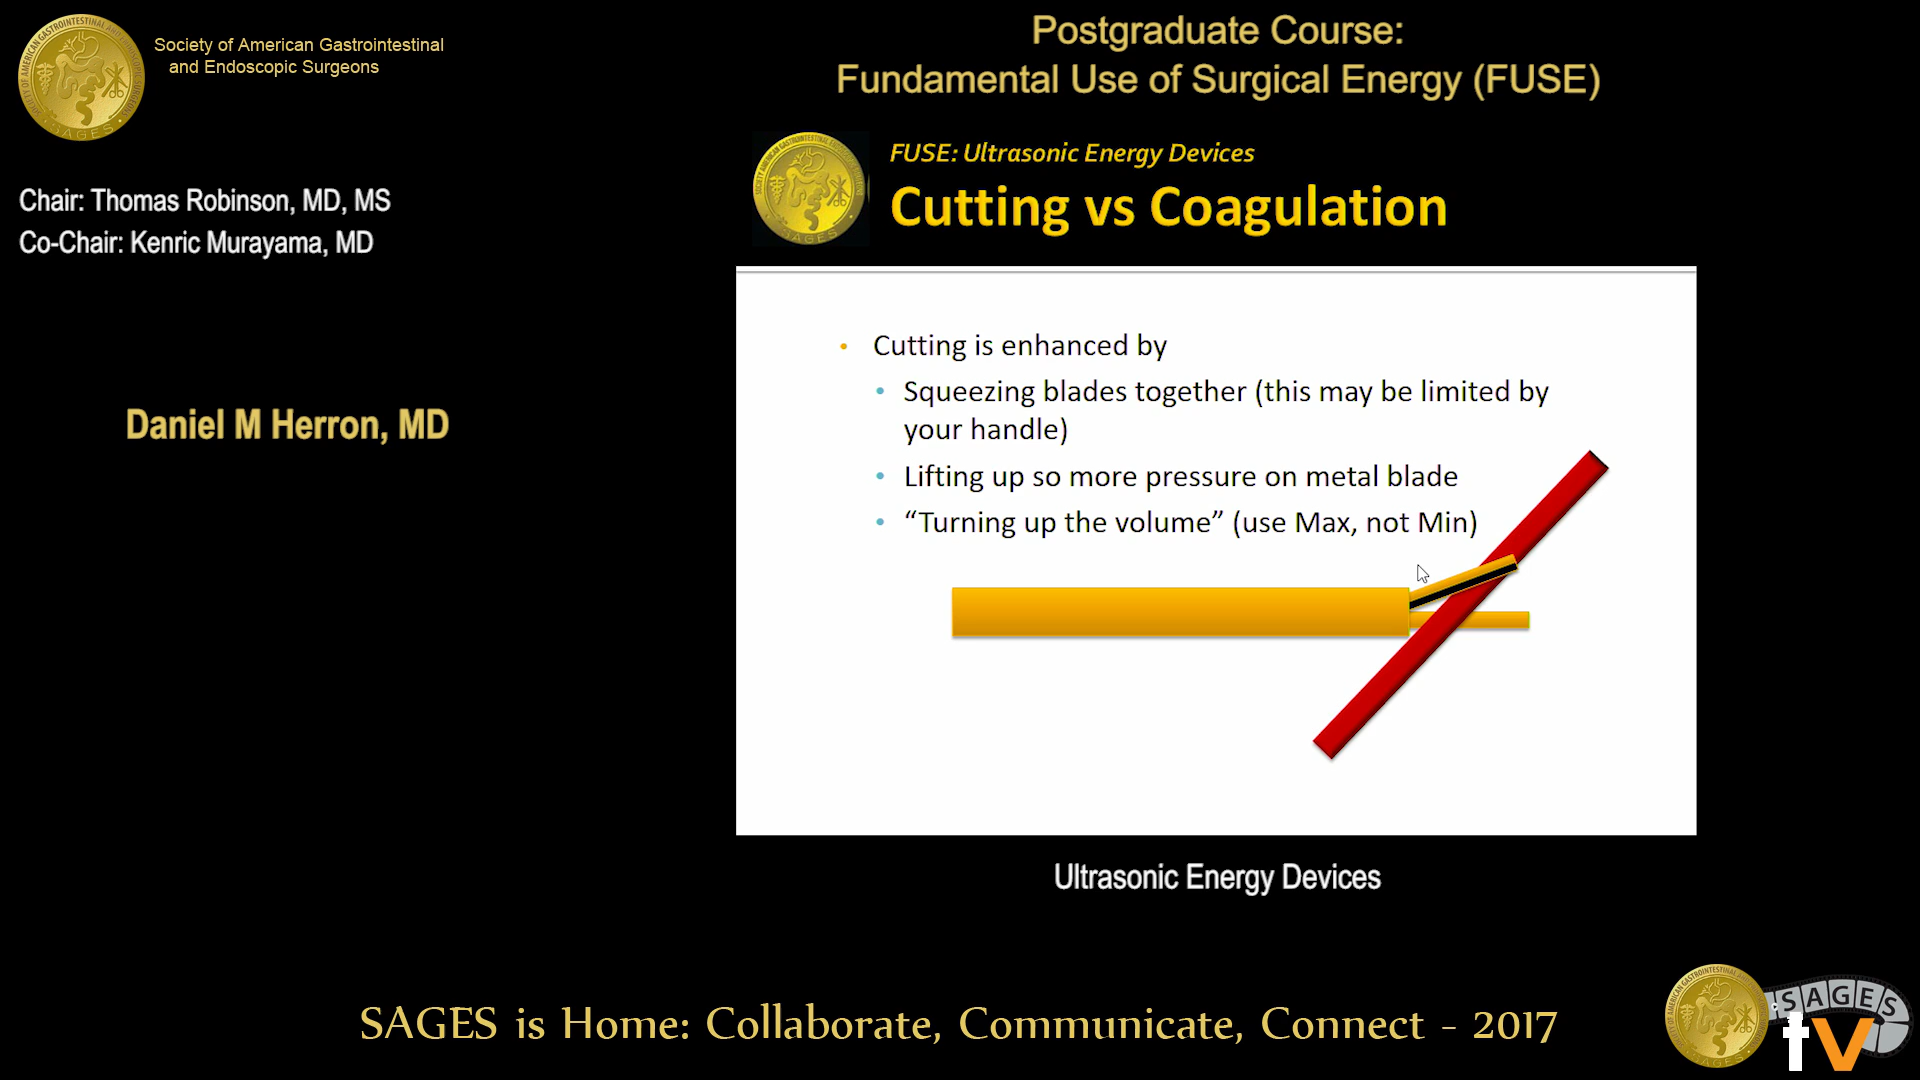 Society of American Gastrointestinal
and Endoscopic Surgeons
Postgraduate Course:
Fundamental Use of Surgical Energy (FUSE)
Chair: Thomas Robinson, MD, MS
Co-Chair: Kenric Murayama, MD
Daniel M Herron, MD
FUSE: Ultrasonic Energy Devices
Cutting vs Coagulation
• Cutting is enhanced by
• Squeezing blades together (this may be limited by
your handle)
• Lifting up so more pressure on metal blade
• “Turning up the volume” (use Max, not Min)
Ultrasonic Energy Devices
SAGES is Home: Collaborate, Communicate, Connect - 2017
SAGES
tv